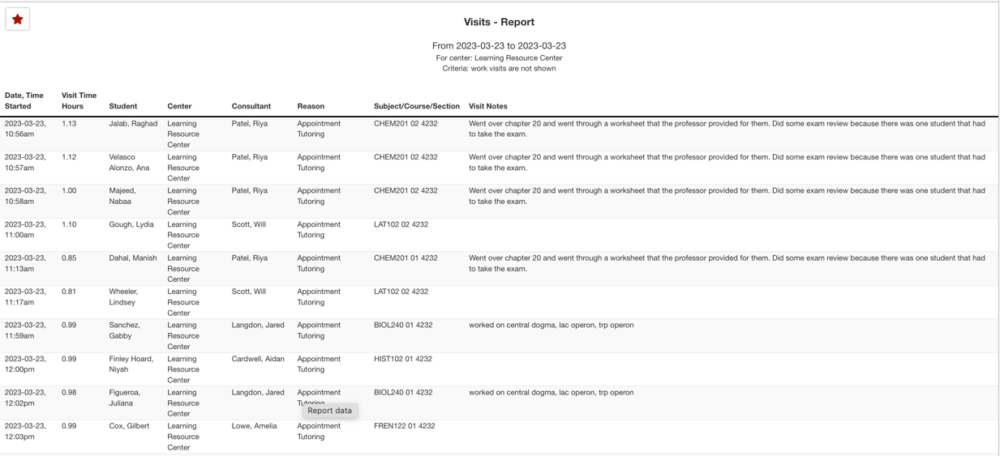 Visits - Report
From 2023-03-23 to 2023-03-23
For center: Learning Resource Center
Criteria: work visits are not shown
Date, Time Started Visit Time Hours Student Center Consultant Reason Subject/Course/Section Visit Notes
2023-03-23, 10:56am 1.13 Jalab, Raghad Learning Resource Center Patel, Riya Appointment Tutoring CHEM201 02 4232 Went over chapter 20 and went through a worksheet that the professor provided for them. Did some exam review because there was one student that had to take the exam.
2023-03-23, 10:57am 1.12 Velasco Alonzo, Ana Learning Resource Center Patel, Riya Appointment Tutoring CHEM201 02 4232 Went over chapter 20 and went through a worksheet that the professor provided for them. Did some exam review because there was one student that had to take the exam.
2023-03-23, 10:58am 1.00 Majeed, Nabaa Learning Resource Center Patel, Riya Appointment Tutoring CHEM201 02 4232 Went over chapter 20 and went through a worksheet that the professor provided for them. Did some exam review because there was one student that had to take the exam.
2023-03-23, 11:00am 1.10 Gough, Lydia Learning Resource Center Scott, Will Appointment Tutoring LAT102 02 4232
2023-03-23, 11:13am 0.85 Dahal, Manish Learning Resource Center Patel, Riya Appointment Tutoring CHEM201 01 4232 Went over chapter 20 and went through a worksheet that the professor provided for them. Did some exam review because there was one student that had to take the exam.
2023-03-23, 11:17am 0.81 Wheeler, Lindsey Learning Resource Center Scott, Will Appointment Tutoring LAT102 02 4232
2023-03-23, 11:59am 0.99 Sanchez, Gabby Learning Resource Center Langdon, Jared Appointment Tutoring BIOL240 01 4232 worked on central dogma, lac operon, trp operon
2023-03-23, 12:00pm 0.99 Finley Hoard, Niyah Learning Resource Center Cardwell, Aidan Appointment Tutoring HIST102 01 4232
2023-03-23, 12:02pm 0.98 Figueroa, Juliana Learning Resource Center Langdon, Jared Appointment Tutoring BIOL240 01 4232 worked on central dogma, lac operon, trp operon
Report data
2023-03-23, 12:03pm 0.99 Cox, Gilbert Learning Resource Center Lowe, Amelia Appointment Tutoring FREN122 01 4232